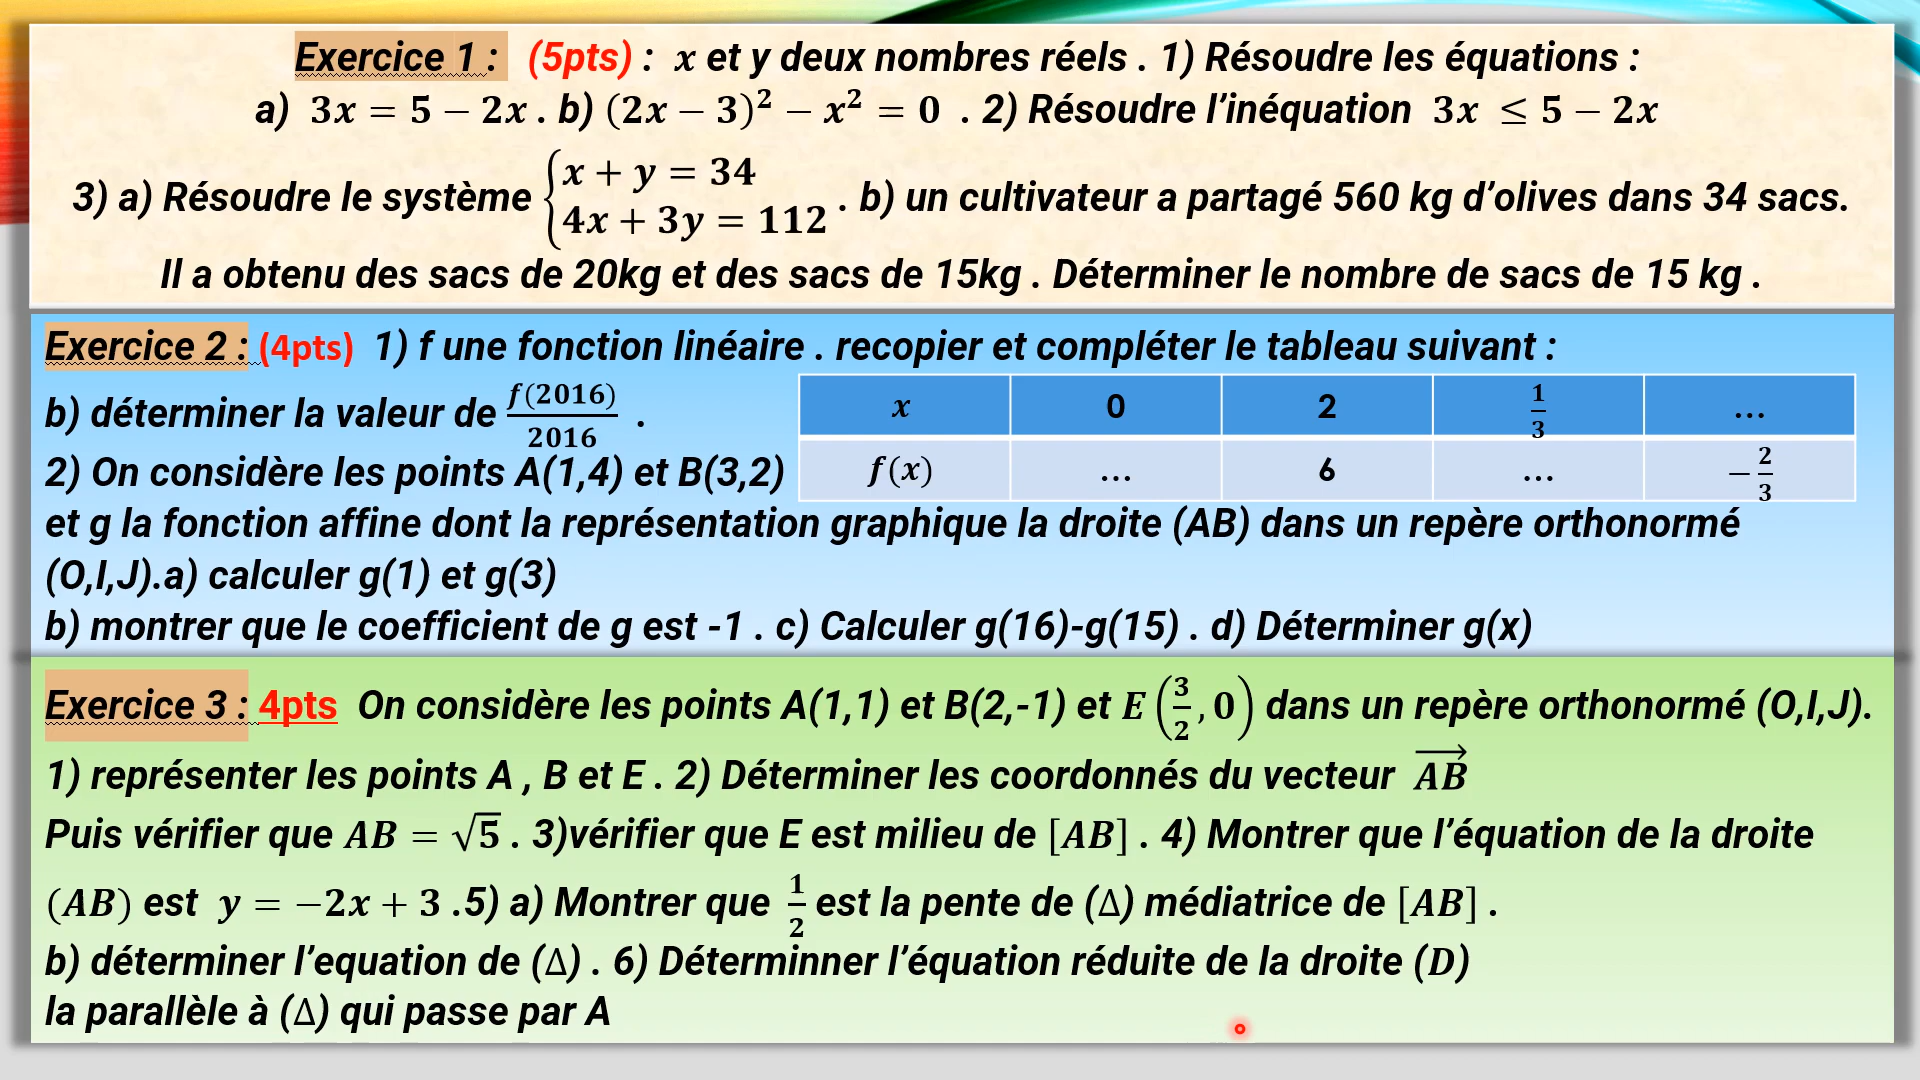 Exercice 1 : (5pts) : x et y deux nombres réels . 1) Résoudre les équations :
a) 3x = 5 − 2x . b) (2x − 3)² − x² = 0 . 2) Résoudre l’inéquation 3x ≤ 5 − 2x
3) a) Résoudre le système { x + y = 34
4x + 3y = 112 . b) un cultivateur a partagé 560 kg d’olives dans 34 sacs.
Il a obtenu des sacs de 20kg et des sacs de 15kg . Déterminer le nombre de sacs de 15 kg .
Exercice 2 : (4pts) 1) f une fonction linéaire . recopier et compléter le tableau suivant :
x 0 2 1/3 ...
f(x) ... 6 ... −2/3
b) déterminer la valeur de f(2016)/2016 .
2) On considère les points A(1,4) et B(3,2)
et g la fonction affine dont la représentation graphique la droite (AB) dans un repère orthonormé
(O,I,J).a) calculer g(1) et g(3)
b) montrer que le coefficient de g est -1 . c) Calculer g(16)-g(15) . d) Déterminer g(x)
Exercice 3 : 4pts On considère les points A(1,1) et B(2,-1) et E(3/2 , 0) dans un repère orthonormé (O,I,J).
1) représenter les points A , B et E . 2) Déterminer les coordonnés du vecteur AB⃗
Puis vérifier que AB = √5 . 3)vérifier que E est milieu de [AB] . 4) Montrer que l’équation de la droite
(AB) est y = −2x + 3 .5) a) Montrer que 1/2 est la pente de (Δ) médiatrice de [AB] .
b) déterminer l’equation de (Δ) . 6) Déterminner l’équation réduite de la droite (D)
la parallèle à (Δ) qui passe par A